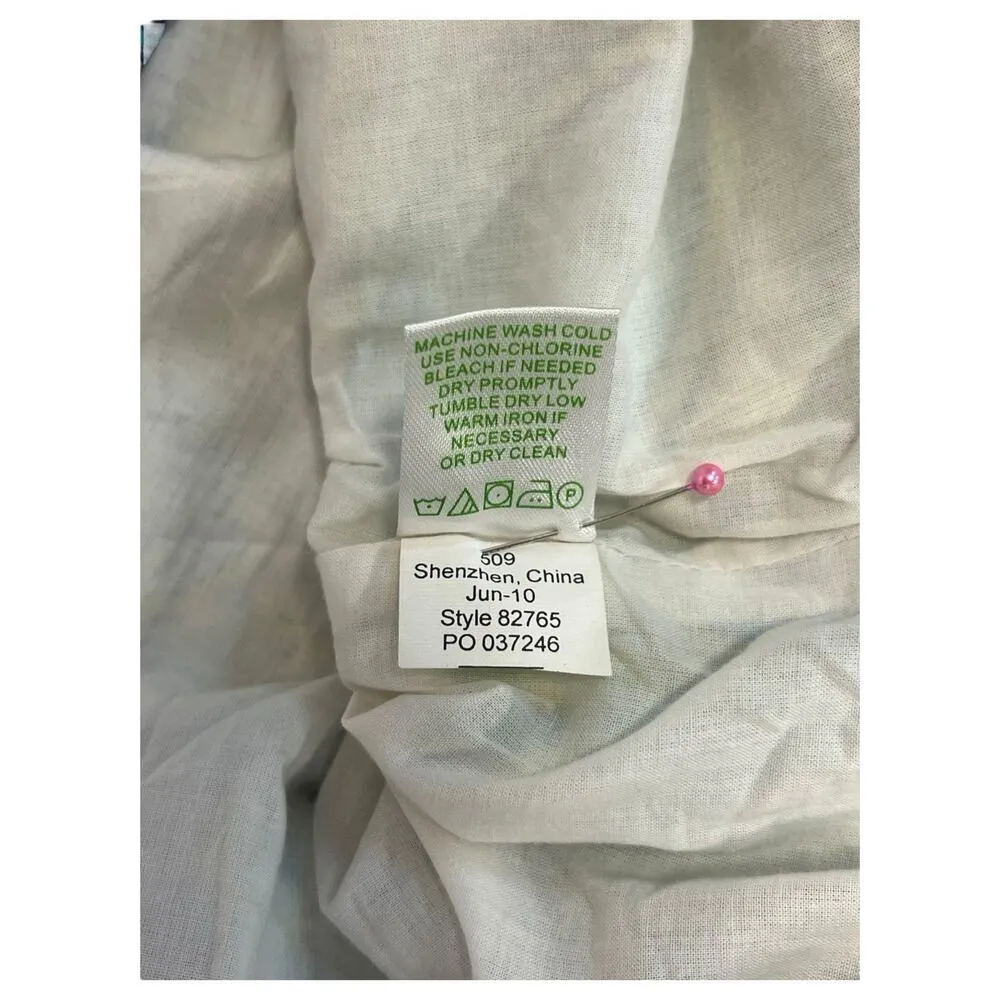 MACHINE WASH COLD
USE NON-CHLORINE
BLEACH IF NEEDED
DRY PROMPTLY
TUMBLE DRY LOW
WARM IRON IF
NECESSARY
OR DRY CLEAN
P
509
Shenzhen, China
Jun-10
Style 82765
PO 037246